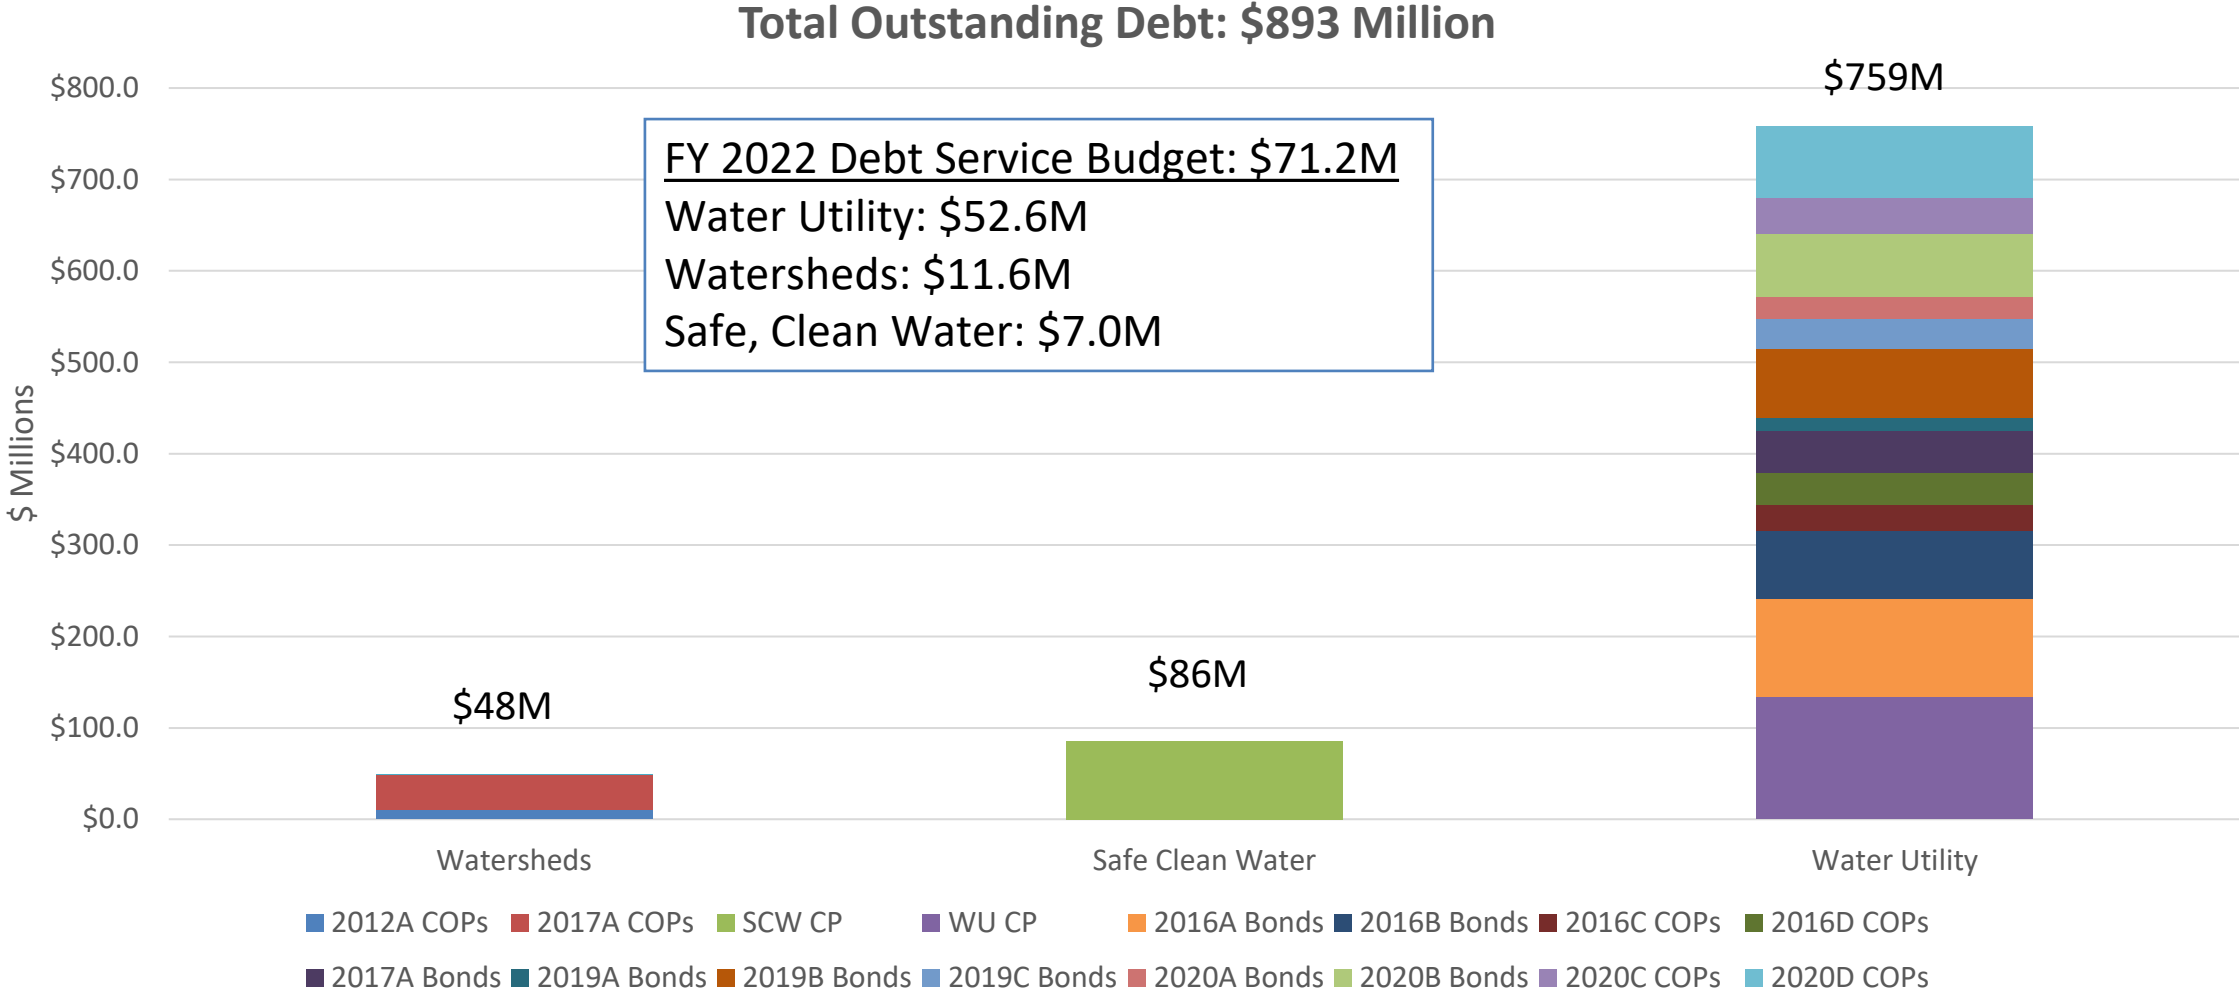 Total Outstanding Debt: $893 Million
$759M
$800.0
$700.0
$600.0
$500.0
$400.0
$300.0
$200.0
$100.0
$0.0
$ Millions
FY 2022 Debt Service Budget: $71.2M
Water Utility: $52.6M
Watersheds: $11.6M
Safe, Clean Water: $7.0M
$48M
$86M
Watersheds
Safe Clean Water
Water Utility
2012A COPs
2017A COPs
SCW CP
WU CP
2016A Bonds
2016B Bonds
2016C COPs
2016D COPs
2017A Bonds
2019A Bonds
2019B Bonds
2019C Bonds
2020A Bonds
2020B Bonds
2020C COPs
2020D COPs